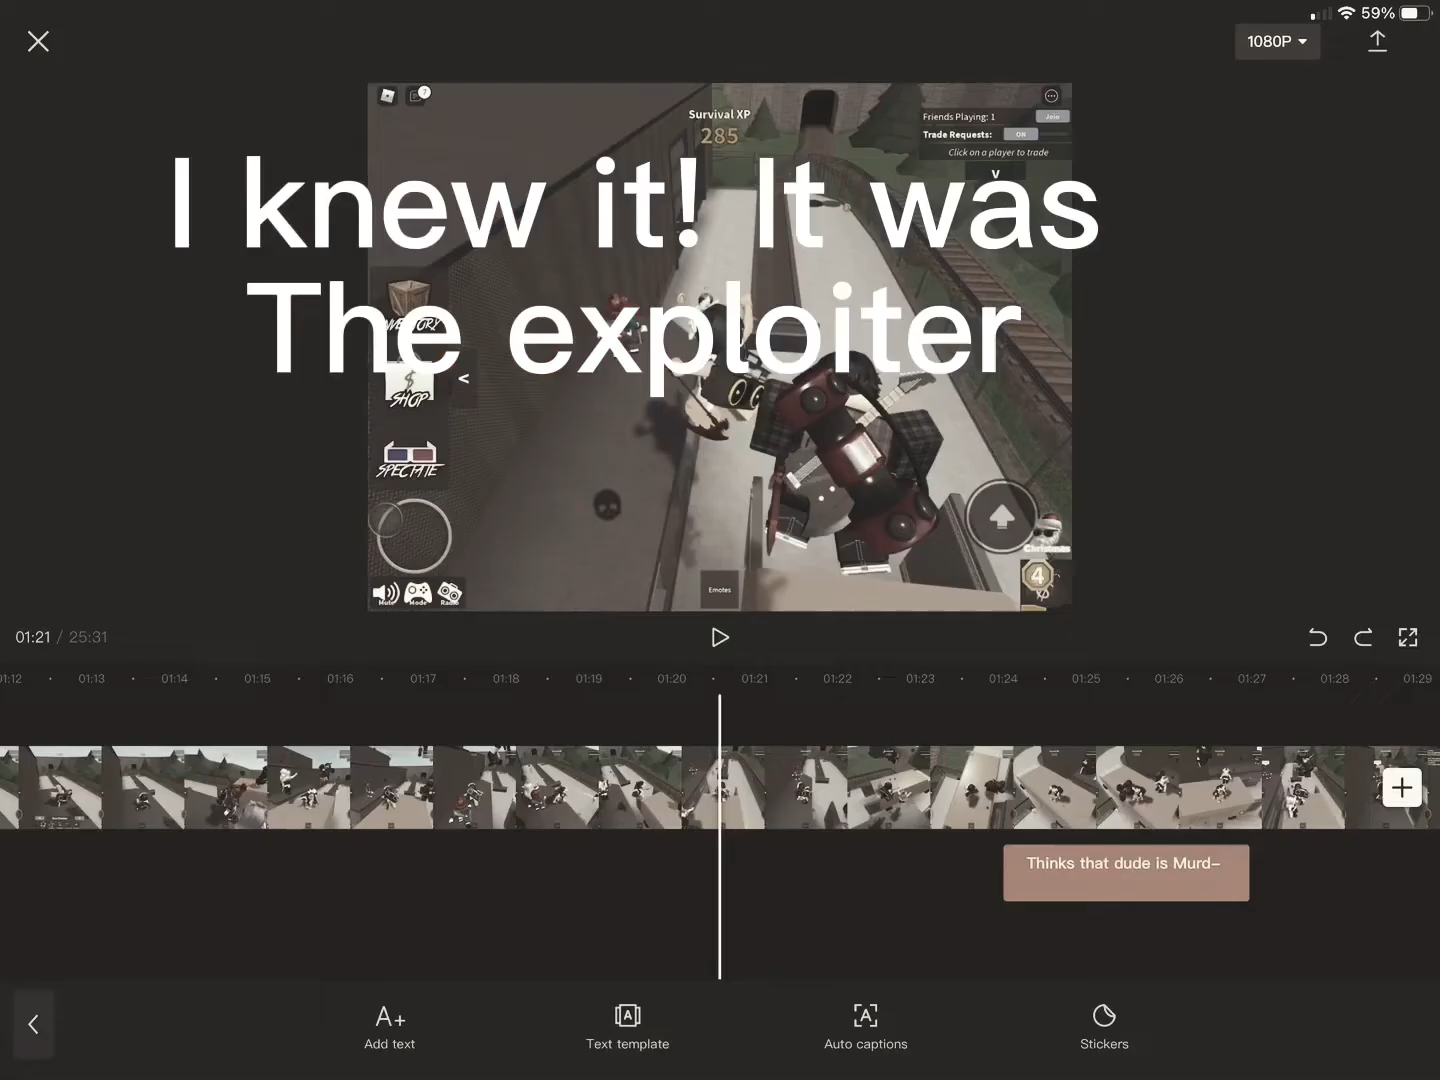 59%
1080P
7
Survival XP
285
Friends Playing: 1
Join
Trade Requests:
ON
Click on a player to trade
V
I knew it! It was
The exploiter
INVENTORY
SHOP
<
SPECTATE
Christmas
4
Mute
Mode
Radio
Emotes
01:21 / 25:31
01:12 01:13 01:14 01:15 01:16 01:17 01:18 01:19 01:20 01:21 01:22 01:23 01:24 01:25 01:26 01:27 01:28 01:29
Thinks that dude is Murd–
A+
Add text
A
Text template
A
Auto captions
Stickers